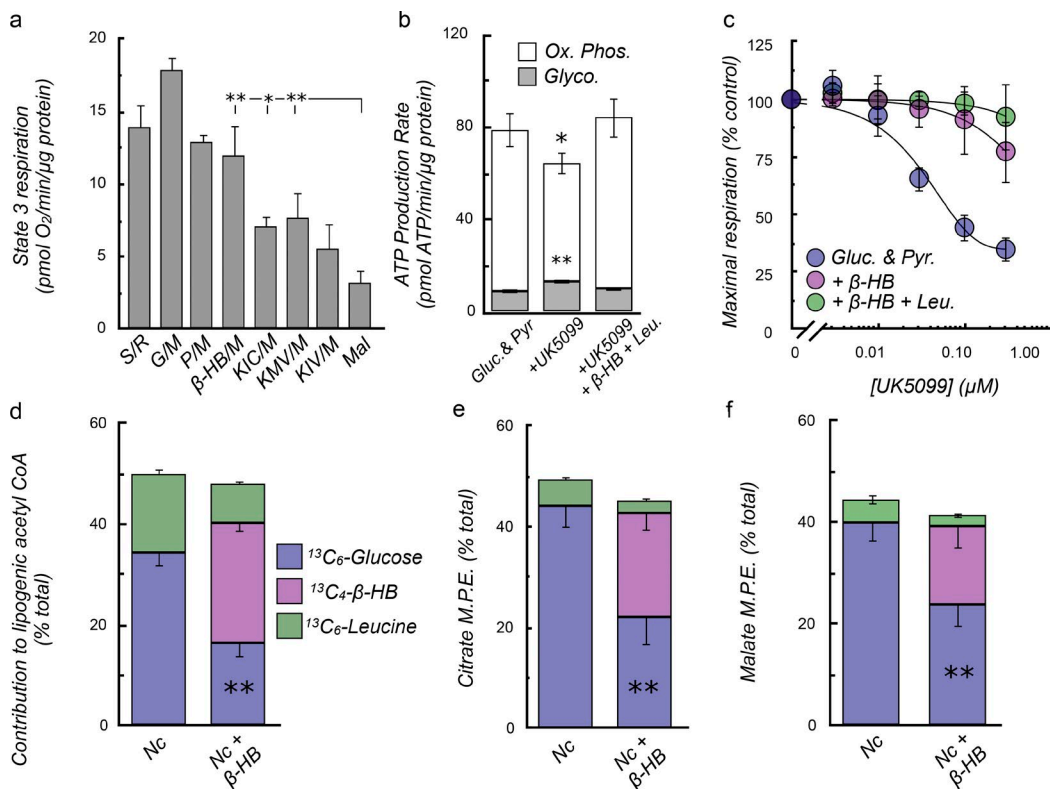 a
State 3 respiration
(pmol O₂/min/µg protein)
20
15
10
5
0
** * **
S/R
G/M
P/M
β-HB/M
KIC/M
KMV/M
KIV/M
Mal
b
ATP Production Rate
(pmol ATP/min/µg protein)
120
80
40
0
Ox. Phos.
Glyco.
*
**
Gluc.& Pyr
+UK5099
+UK5099
+ β-HB + Leu.
c
Maximal respiration (% control)
125
100
75
50
25
0
Gluc. & Pyr.
+ β-HB
+ β-HB + Leu.
0
0.01
0.10
1.00
[UK5099] (µM)
d
Contribution to lipogenic acetyl CoA
(% total)
60
40
20
0
**
Nc
Nc +
β-HB
¹³C₆-Glucose
¹³C₄-β-HB
¹³C₆-Leucine
e
Citrate M.P.E. (% total)
60
40
20
0
**
Nc
Nc +
β-HB
f
Malate M.P.E. (% total)
60
40
20
0
**
Nc
Nc +
β-HB